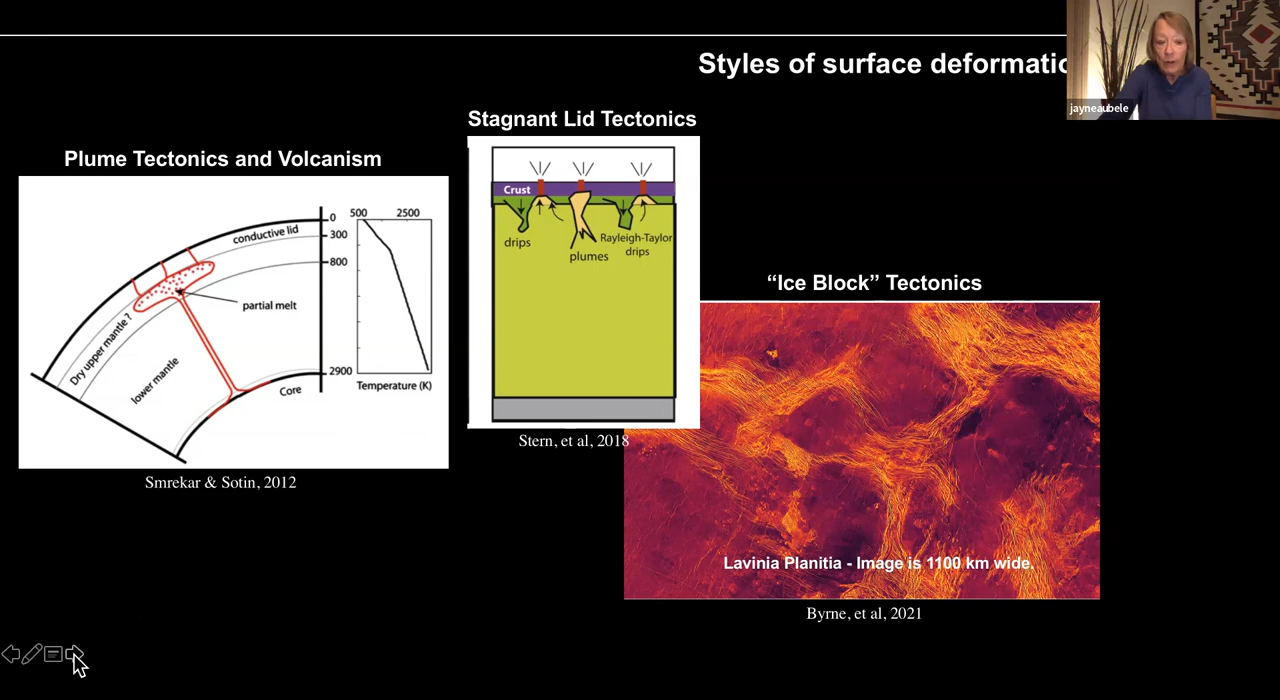 Styles of surface deformatio
jayneaubele
Stagnant Lid Tectonics
Plume Tectonics and Volcanism
conductive lid
partial melt
Dry upper mantle ?
lower mantle
Core
0
300
800
2900
500 2500
Temperature (K)
Smrekar & Sotin, 2012
Crust
drips
plumes
Rayleigh-Taylor
drips
Stern, et al, 2018
“Ice Block” Tectonics
Lavinia Planitia - Image is 1100 km wide.
Byrne, et al, 2021